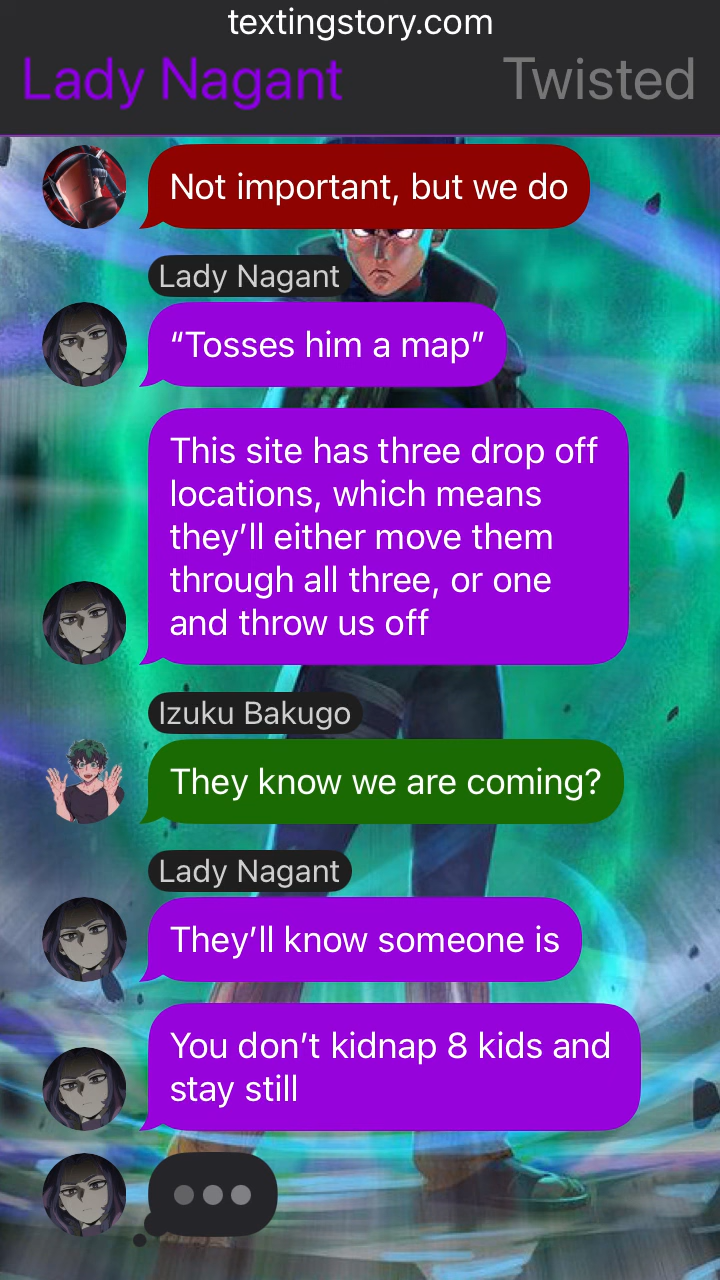 textingstory.com
Lady Nagant
Twisted
Not important, but we do
Lady Nagant
“Tosses him a map”
This site has three drop off
locations, which means
they’ll either move them
through all three, or one
and throw us off
Izuku Bakugo
They know we are coming?
Lady Nagant
They’ll know someone is
You don’t kidnap 8 kids and
stay still